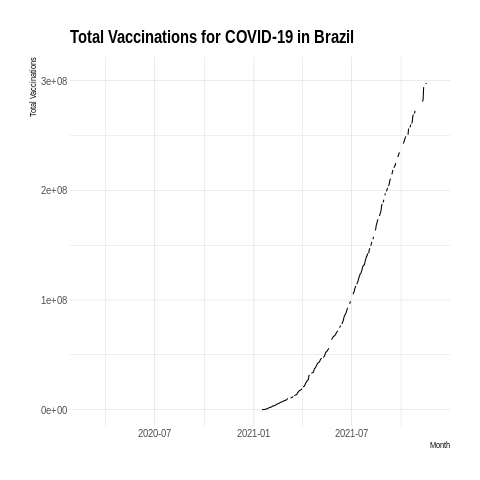 Total Vaccinations for COVID-19 in Brazil
Total Vaccinations
3e+08
2e+08
1e+08
0e+00
2020-07
2021-01
2021-07
Month